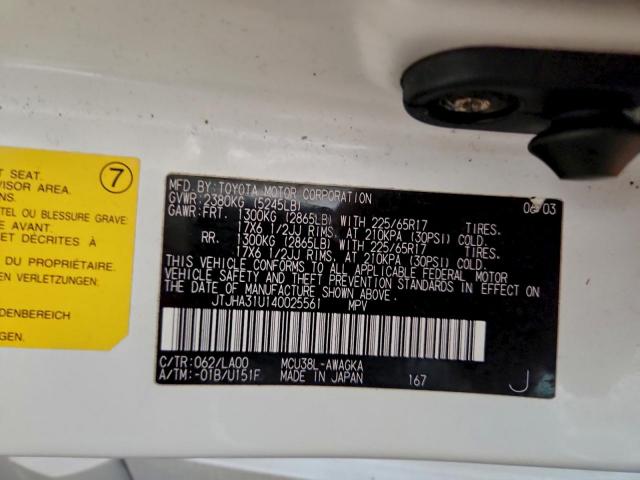 7
SEAT.
VISOR AREA.
TEL OU BLESSURE GRAVE
E AVANT.
ET DÉCRITES À
DU PROPIÉTAIRE.
EN VERLETZUNGEN.
DENBEREICH
MFD. BY: TOYOTA MOTOR CORPORATION 06/03
GVWR: 2380KG (5245LB)
GAWR: FRT. 1300KG (2865LB) WITH 225/65R17 TIRES.
17X6 1/2JJ RIMS, AT 210KPA (30PSI) COLD.
RR. 1300KG (2865LB) WITH 225/65R17 TIRES.
17X6 1/2JJ RIMS, AT 210KPA (30PSI) COLD.
THIS VEHICLE CONFORMS TO ALL APPLICABLE FEDERAL MOTOR
VEHICLE SAFETY AND THEFT PREVENTION STANDARDS IN EFFECT ON
THE DATE OF MANUFACTURE SHOWN ABOVE.
JTJHA31U140025561 MPV
C/TR: 062/LA00 MCU38L-AWAGKA
A/TM: -01B/U151F MADE IN JAPAN 167 J